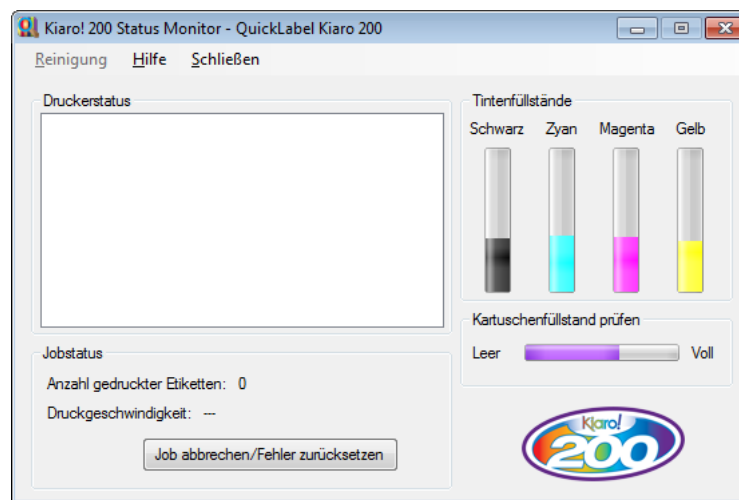 Kiaro! 200 Status Monitor - QuickLabel Kiaro 200
Reinigung Hilfe Schließen
Druckerstatus
Jobstatus
Anzahl gedruckter Etiketten: 0
Druckgeschwindigkeit: ---
Job abbrechen/Fehler zurücksetzen
Tintenfüllstände
Schwarz Zyan Magenta Gelb
Kartuschenfüllstand prüfen
Leer Voll
Kiaro!
200